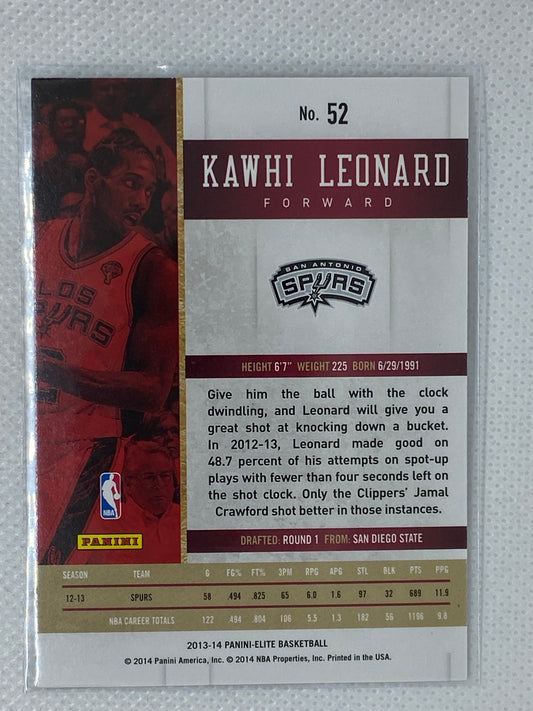 No. 52
KAWHI LEONARD
FORWARD
SAN ANTONIO
SPURS
LOS
SPURS
HEIGHT 6'7" WEIGHT 225 BORN 6/29/1991
Give him the ball with the clock
dwindling, and Leonard will give you a
great shot at knocking down a bucket.
In 2012-13, Leonard made good on
48.7 percent of his attempts on spot-up
plays with fewer than four seconds left on
the shot clock. Only the Clippers' Jamal
Crawford shot better in those instances.
NBA
PANINI
DRAFTED: ROUND 1 FROM: SAN DIEGO STATE
SEASON TEAM G FG% FT% 3PM RPG APG STL BLK PTS PPG
12-13 SPURS 58 .494 .825 65 6.0 1.6 97 32 689 11.9
NBA CAREER TOTALS 122 .494 .804 106 5.5 1.3 182 56 1196 9.8
2013-14 PANINI-ELITE BASKETBALL
© 2014 Panini America, Inc. © 2014 NBA Properties, Inc. Printed in the USA.